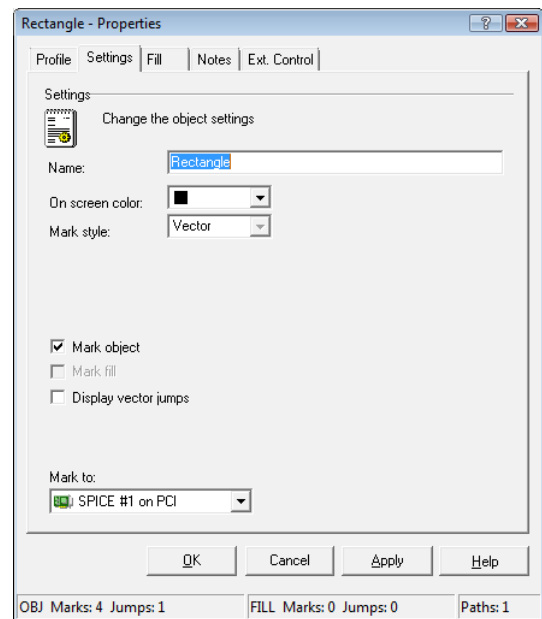 Rectangle - Properties
Profile Settings Fill Notes Ext. Control
Settings
Change the object settings
Name: Rectangle
On screen color:
Mark style: Vector
Mark object
Mark fill
Display vector jumps
Mark to:
SPICE #1 on PCI
OK Cancel Apply Help
OBJ Marks: 4 Jumps: 1 FILL Marks: 0 Jumps: 0 Paths: 1